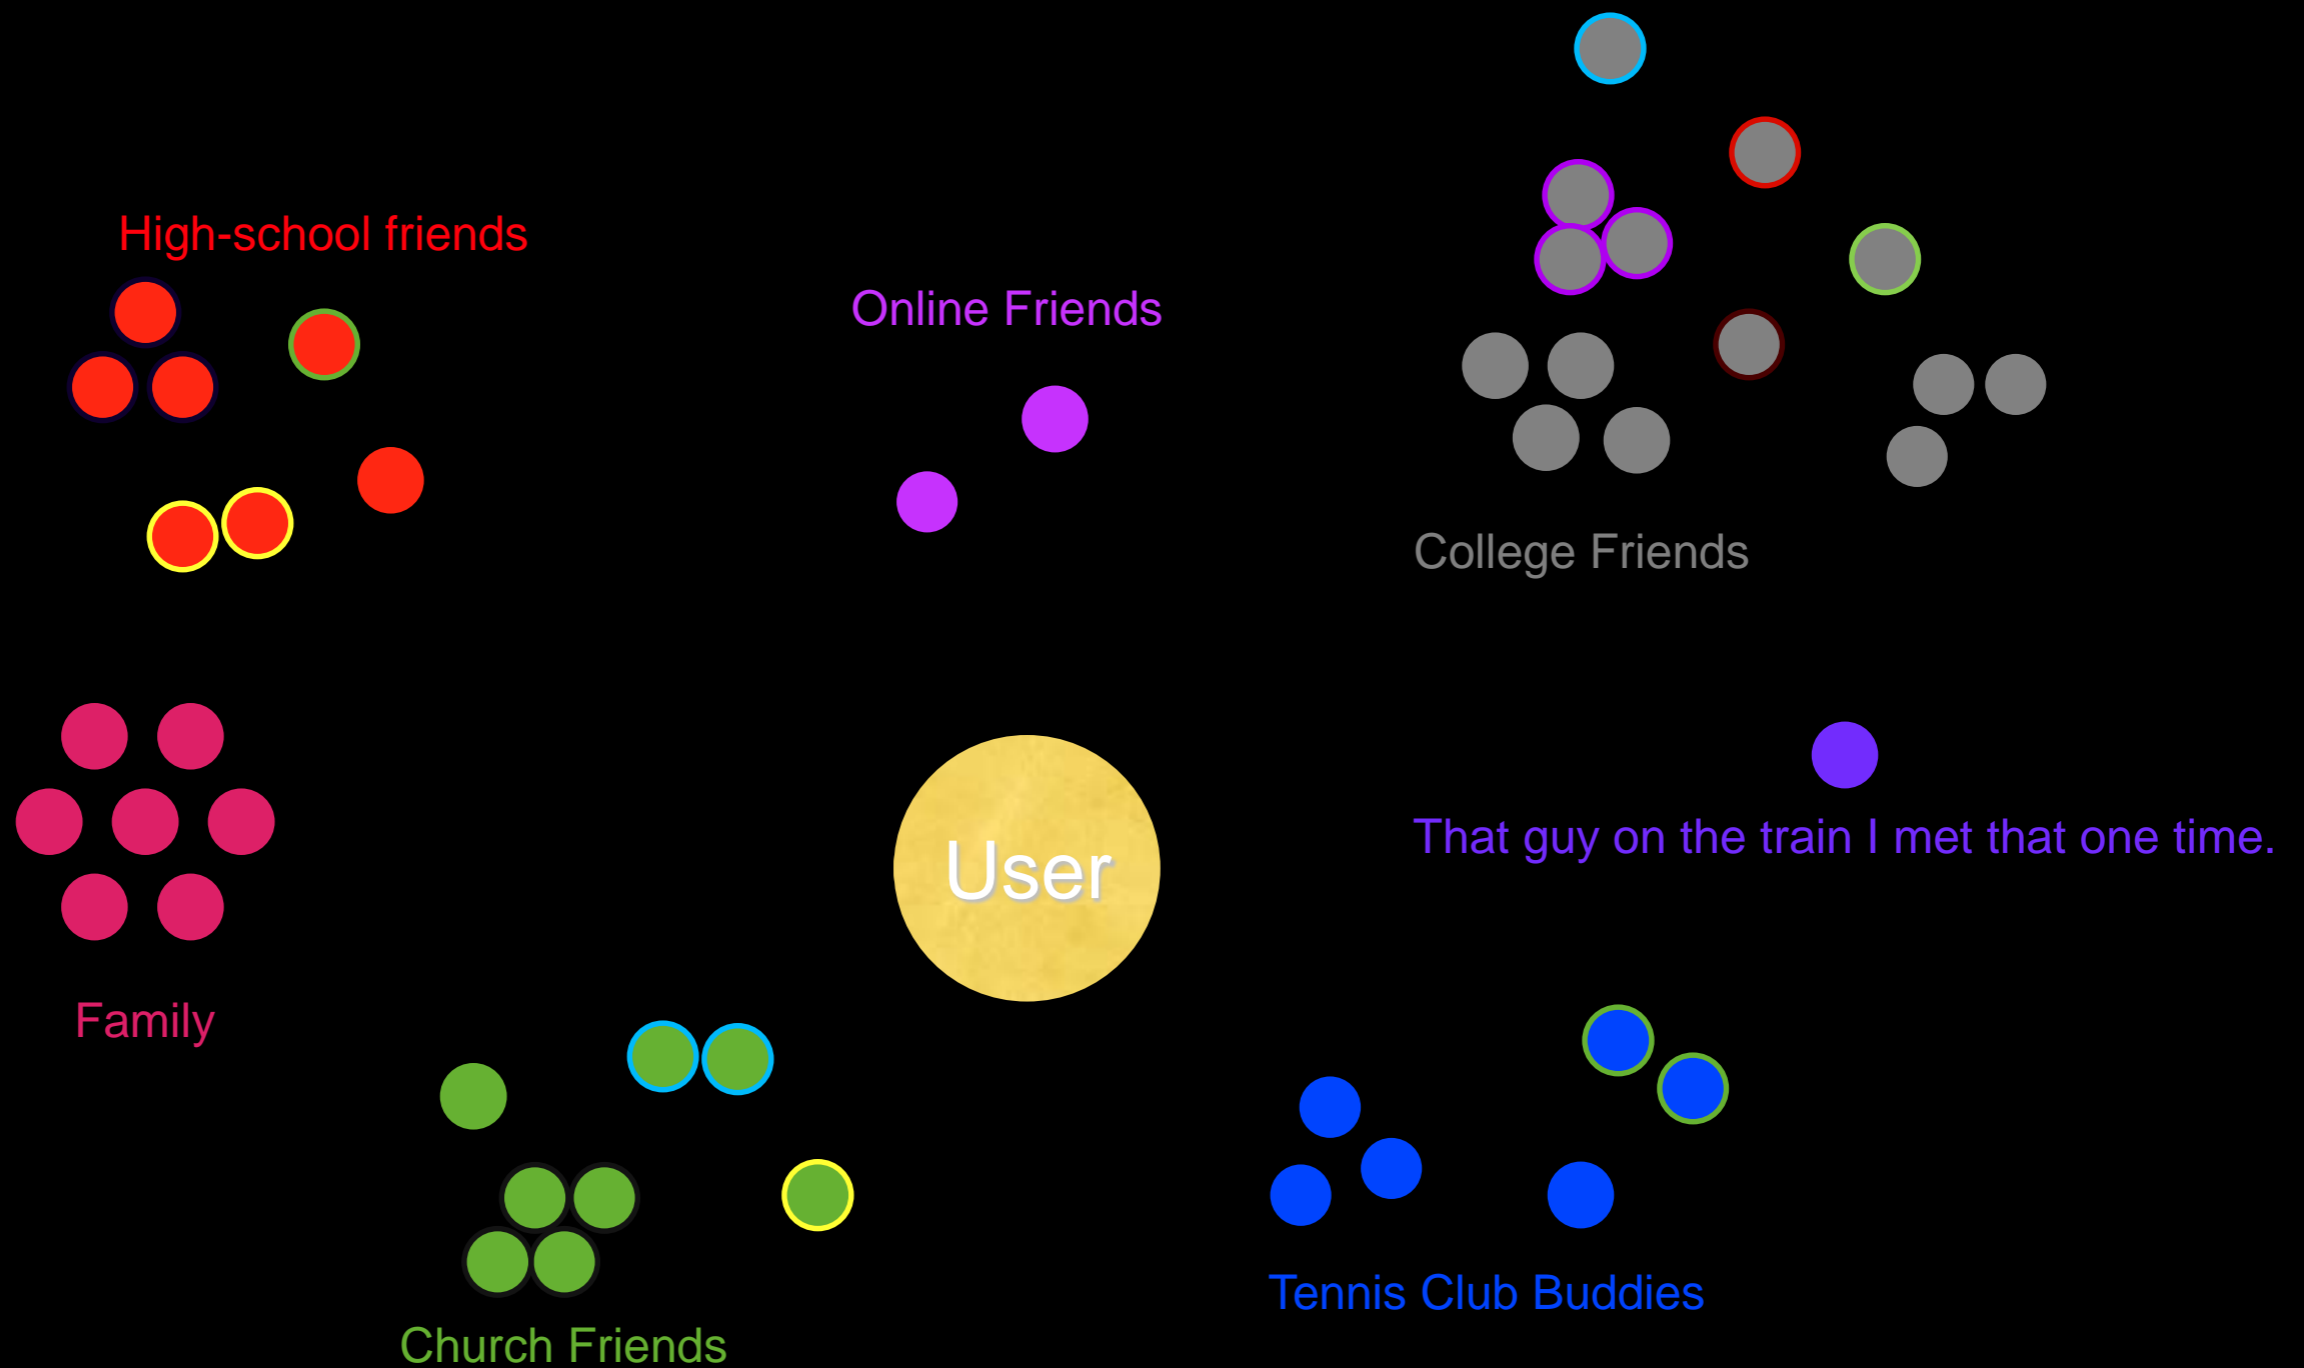 High-school friends
Online Friends
College Friends
That guy on the train I met that one time.
User
Family
Tennis Club Buddies
Church Friends